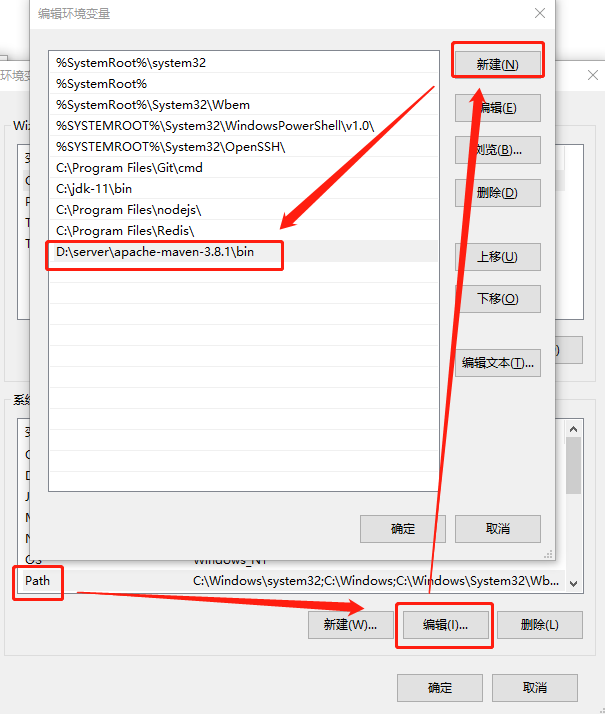 编辑环境变量
%SystemRoot%\system32
%SystemRoot%
%SystemRoot%\System32\Wbem
%SYSTEMROOT%\System32\WindowsPowerShell\v1.0\
%SYSTEMROOT%\System32\OpenSSH\
C:\Program Files\Git\cmd
C:\jdk-11\bin
C:\Program Files\nodejs\
C:\Program Files\Redis\
D:\server\apache-maven-3.8.1\bin
新建(N)
编辑(E)
浏览(B)...
删除(D)
上移(U)
下移(O)
编辑文本(T)...
确定
取消
环境变
系统
OS
Windows_NT
Path
C:\Windows\system32;C:\Windows;C:\Windows\System32\Wb...
新建(W)...
编辑(I)...
删除(L)
确定
取消